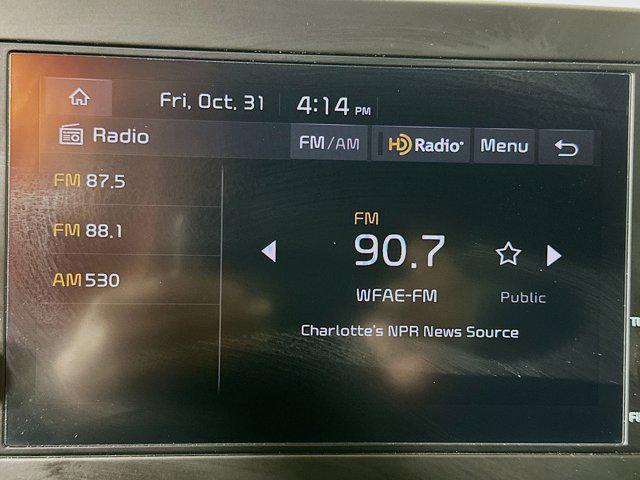 Fri, Oct. 31 4:14 PM
Radio FM/AM HD Radio Menu
FM 87.5
FM 88.1
AM 530
FM
90.7
WFAE-FM Public
Charlotte's NPR News Source